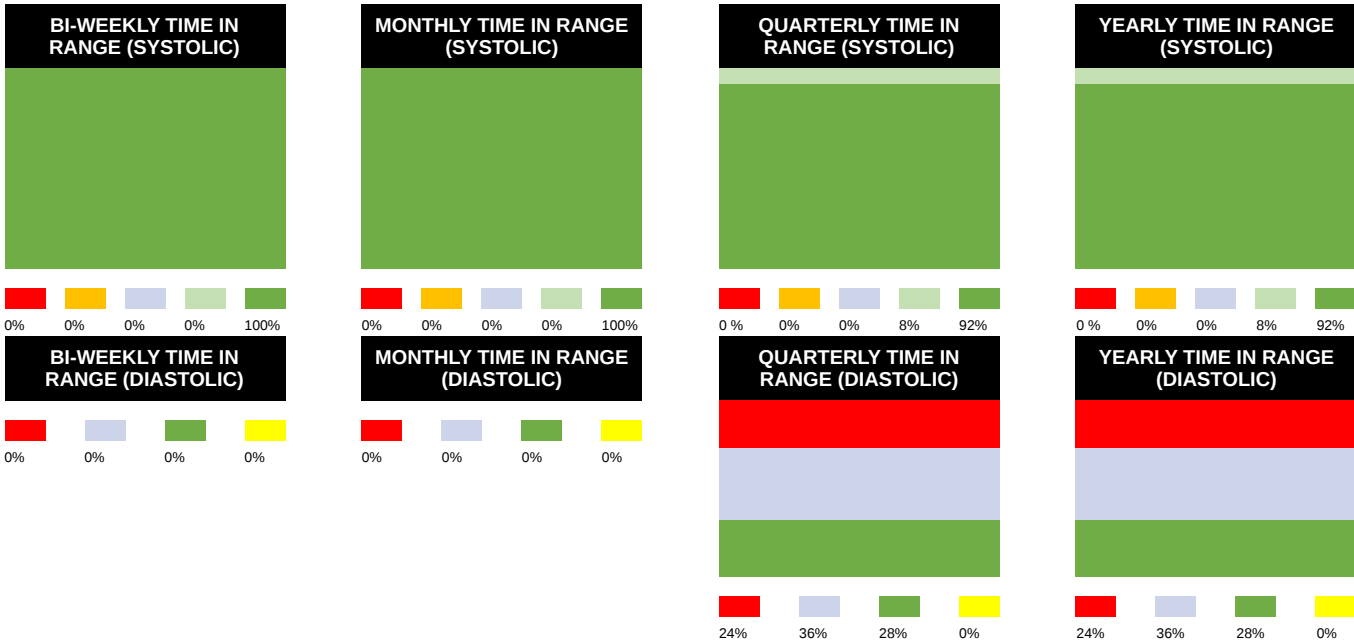 BI-WEEKLY TIME IN
RANGE (SYSTOLIC)
MONTHLY TIME IN RANGE
(SYSTOLIC)
QUARTERLY TIME IN
RANGE (SYSTOLIC)
YEARLY TIME IN RANGE
(SYSTOLIC)
0% 0% 0% 0% 100%
0% 0% 0% 0% 100%
0 % 0% 0% 8% 92%
0 % 0% 0% 8% 92%
BI-WEEKLY TIME IN
RANGE (DIASTOLIC)
MONTHLY TIME IN RANGE
(DIASTOLIC)
QUARTERLY TIME IN
RANGE (DIASTOLIC)
YEARLY TIME IN RANGE
(DIASTOLIC)
0% 0% 0% 0%
0% 0% 0% 0%
24% 36% 28% 0%
24% 36% 28% 0%